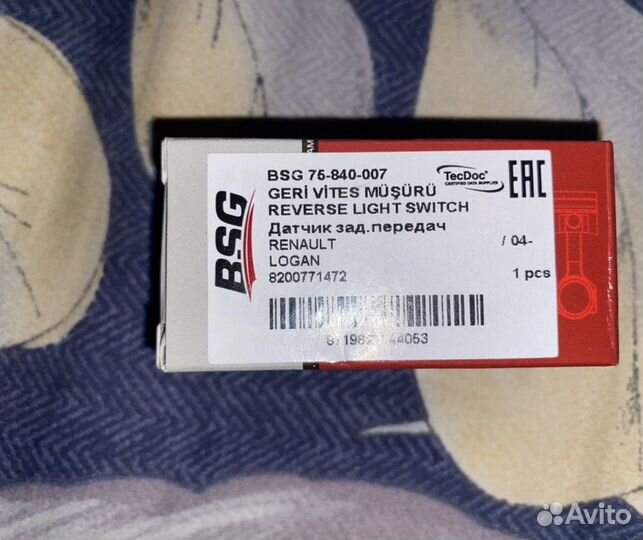 BSG
BSG 75-840-007
GERİ VİTES MÜŞÜRÜ
REVERSE LIGHT SWITCH
Датчик зад.передач
RENAULT / 04-
LOGAN
8200771472 1 pcs
TecDoc
CERTIFIED DATA SUPPLIER
EAC
Avito